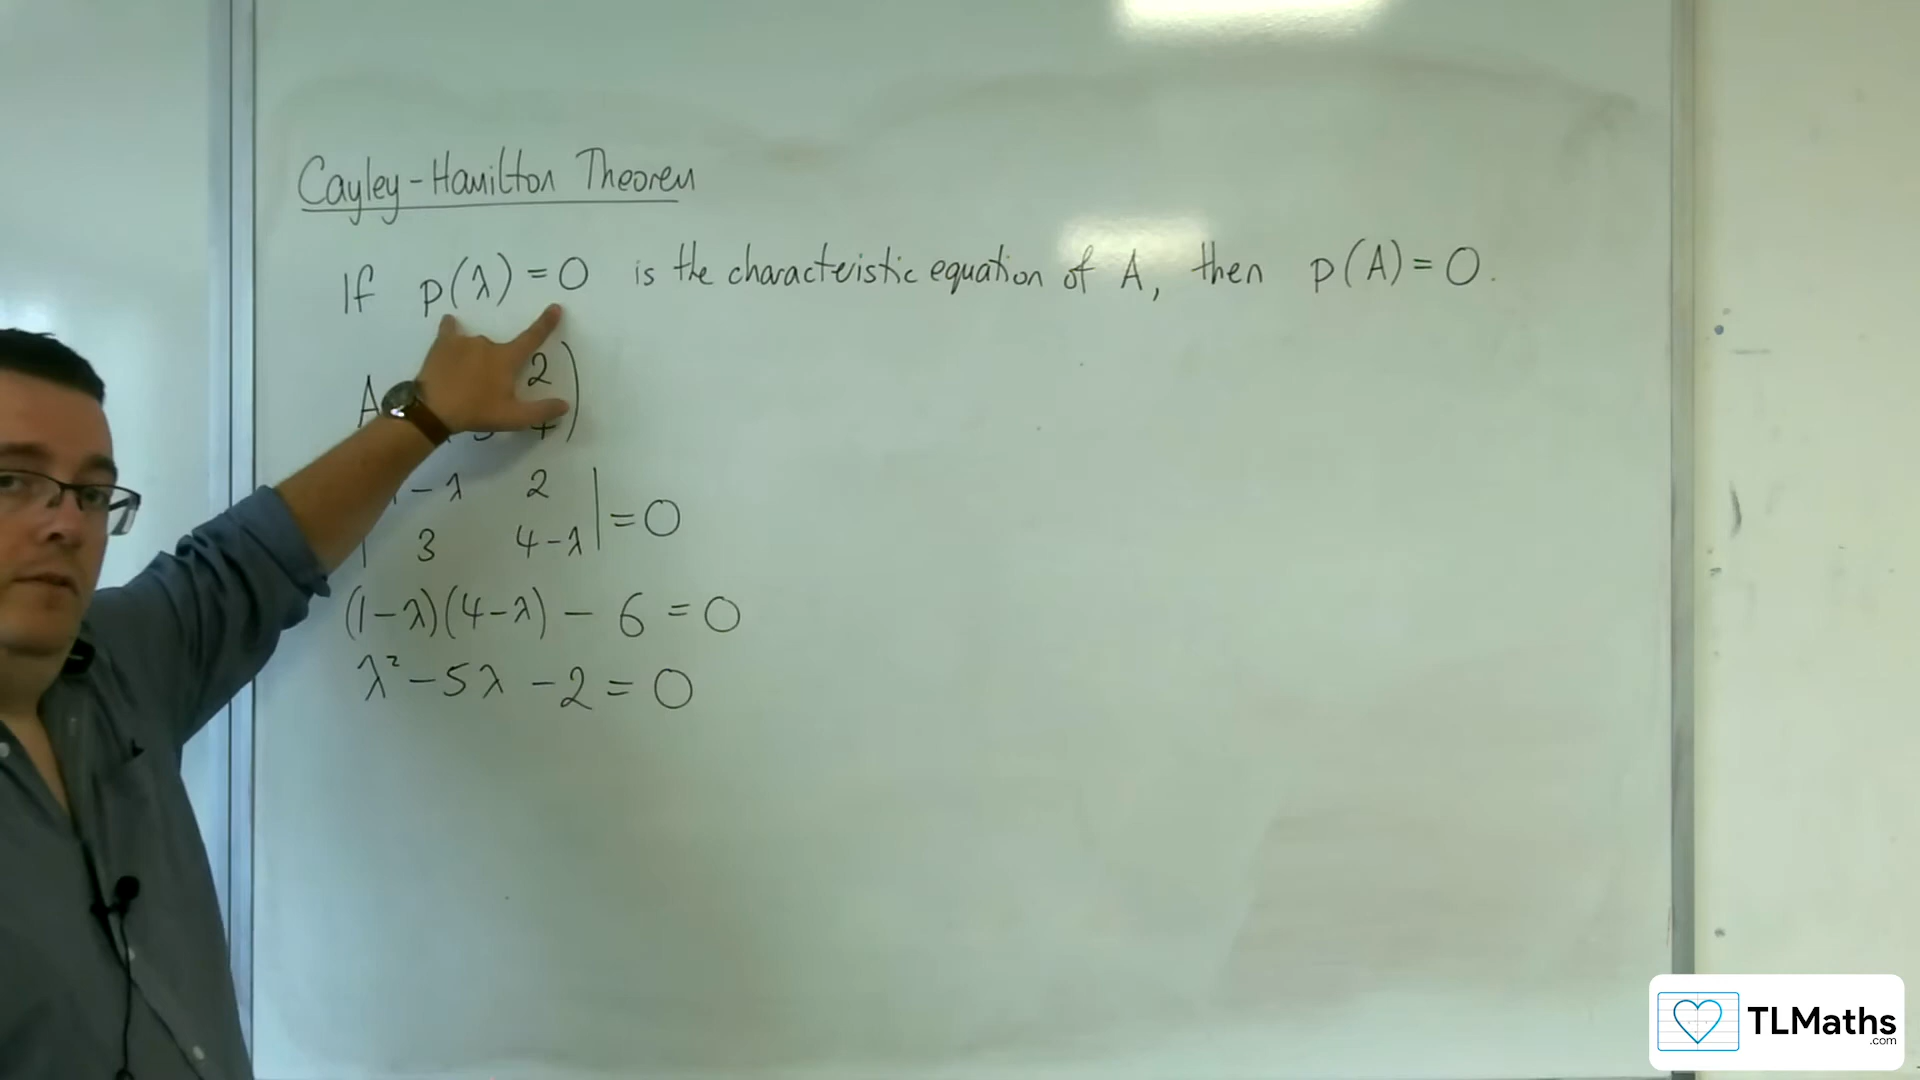 Cayley-Hamilton Theorem
If p(λ) = 0 is the characteristic equation of A, then p(A) = 0.
A 2
4
-λ 2
3 4-λ = 0
(1-λ)(4-λ) - 6 = 0
λ² - 5λ - 2 = 0
TLMaths
.com